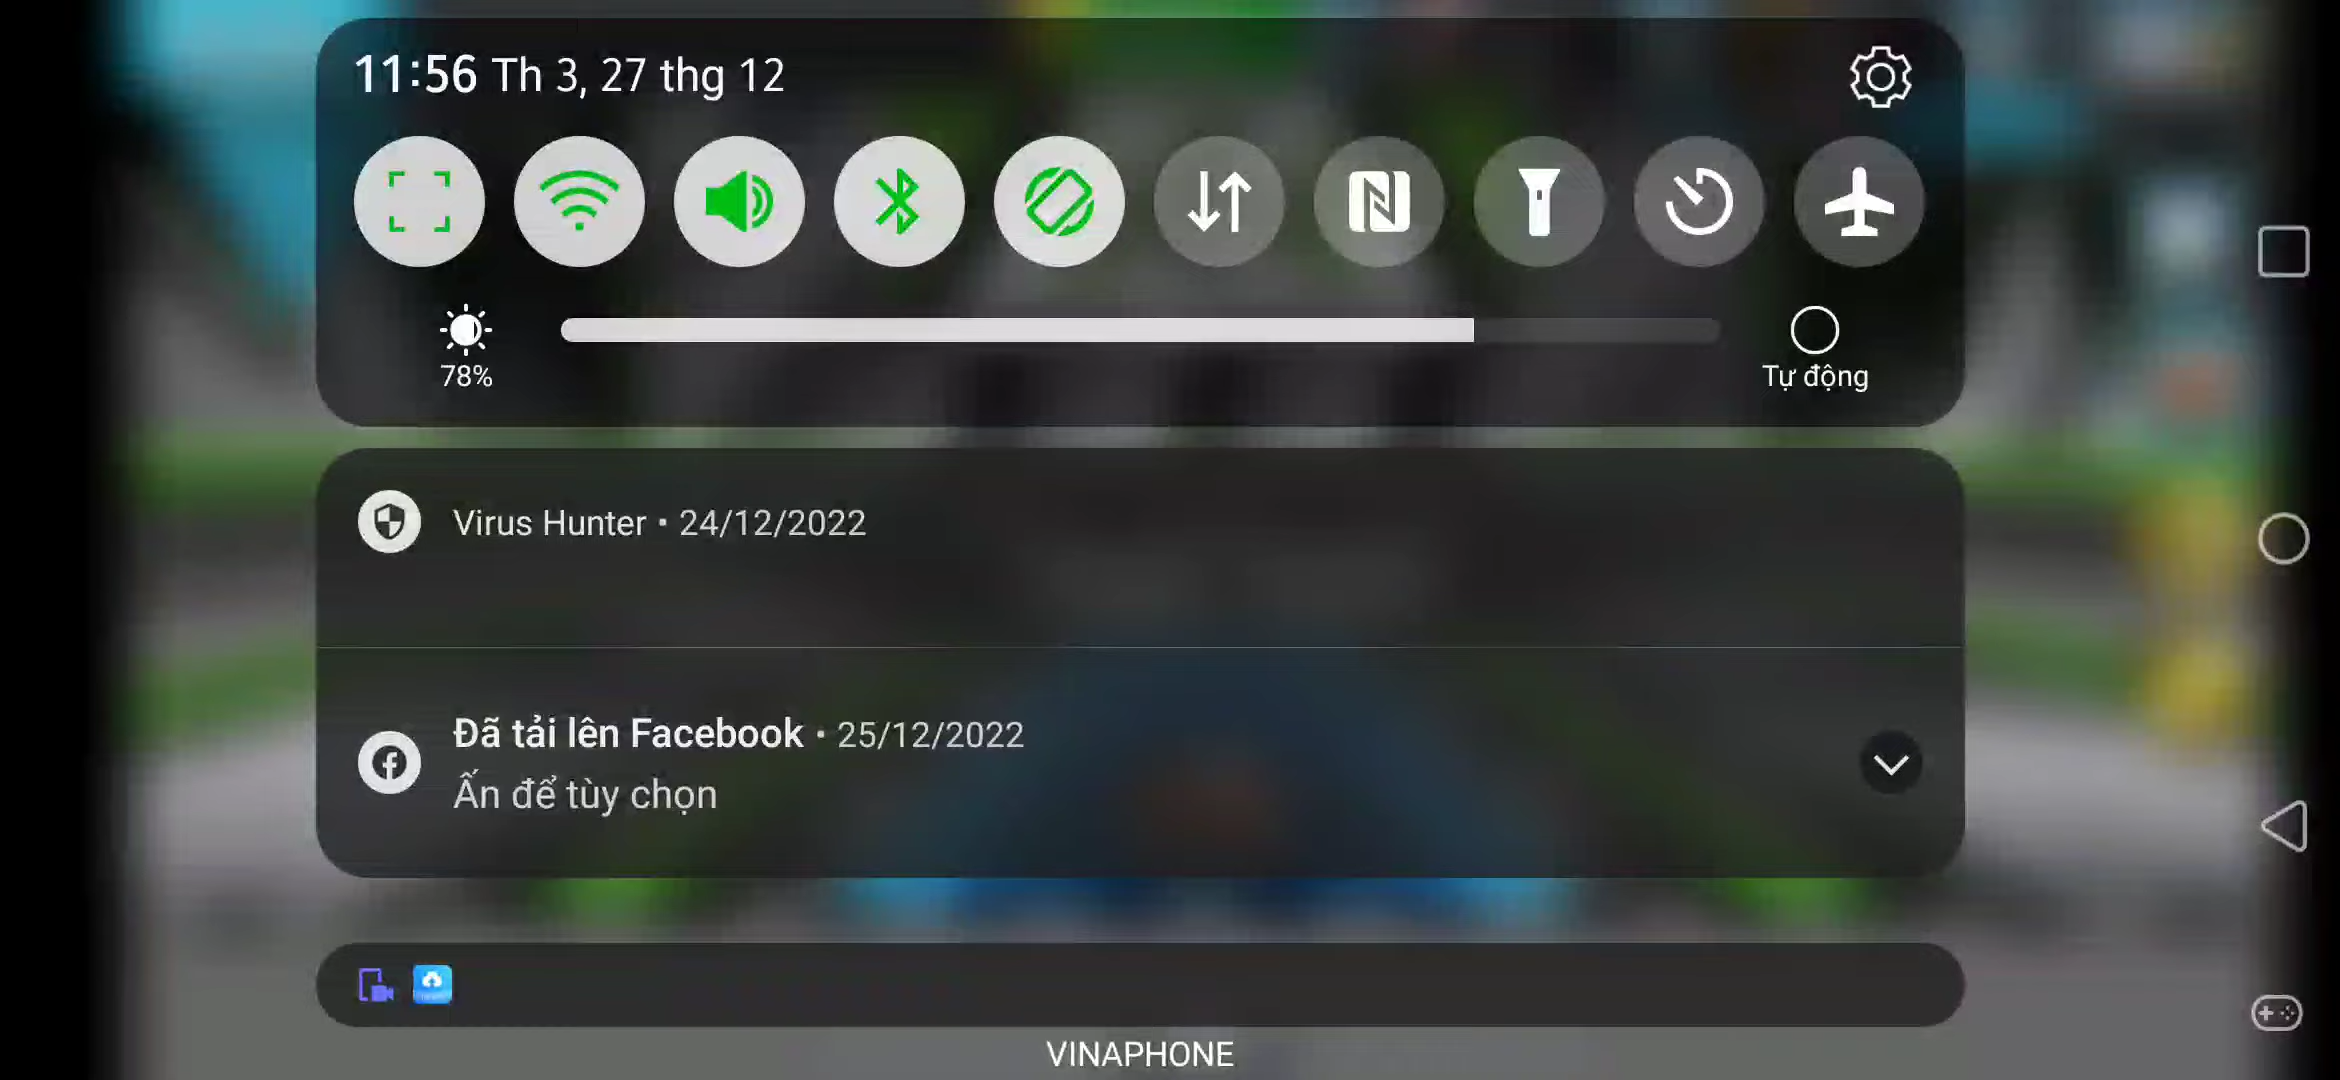 11:56 Th 3, 27 thg 12
78%
Tự động
Virus Hunter • 24/12/2022
Đã tải lên Facebook • 25/12/2022
Ấn để tùy chọn
VINAPHONE